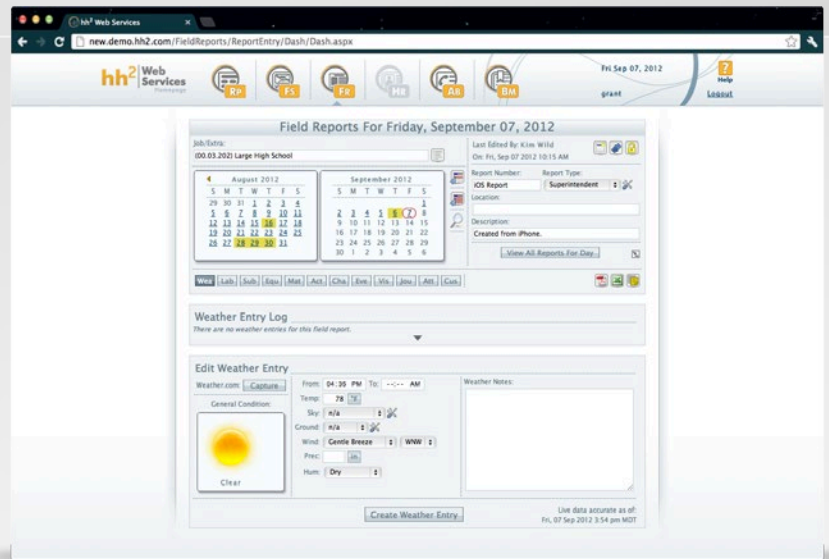 hh² Web Services
new.demo.hh2.com/FieldReports/ReportEntry/Dash/Dash.aspx
hh² Web Services
Homepage
RP
FS
FR
HR
AB
BM
Fri Sep 07, 2012
grant
Help
Logout
Field Reports For Friday, September 07, 2012
Job/Extra:
(00.03.202) Large High School
August 2012
S M T W T F S
29 30 31 1 2 3 4
5 6 7 8 9 10 11
12 13 14 15 16 17 18
19 20 21 22 23 24 25
26 27 28 29 30 31
September 2012
S M T W T F S
1
2 3 4 5 6 7 8
9 10 11 12 13 14 15
16 17 18 19 20 21 22
23 24 25 26 27 28 29
30 1 2 3 4 5 6
Last Edited By: Kim Wild
On: Fri, Sep 07 2012 10:15 AM
Report Number: Report Type:
iOS Report Superintendent
Location:
Description:
Created from iPhone.
View All Reports For Day
Wea Lab Sub Equ Mat Act Cha Eve Vis Jou Att Cus
Weather Entry Log
There are no weather entries for this field report.
Edit Weather Entry
Weather.com: Capture
General Condition:
Clear
From: 04:36 PM To: --:-- AM
Temp: 78 °F
Sky: n/a
Ground: n/a
Wind: Gentle Breeze WNW
Prec: in.
Hum: Dry
Weather Notes:
Create Weather Entry
Live data accurate as of:
Fri, 07 Sep 2012 3:54 pm MDT